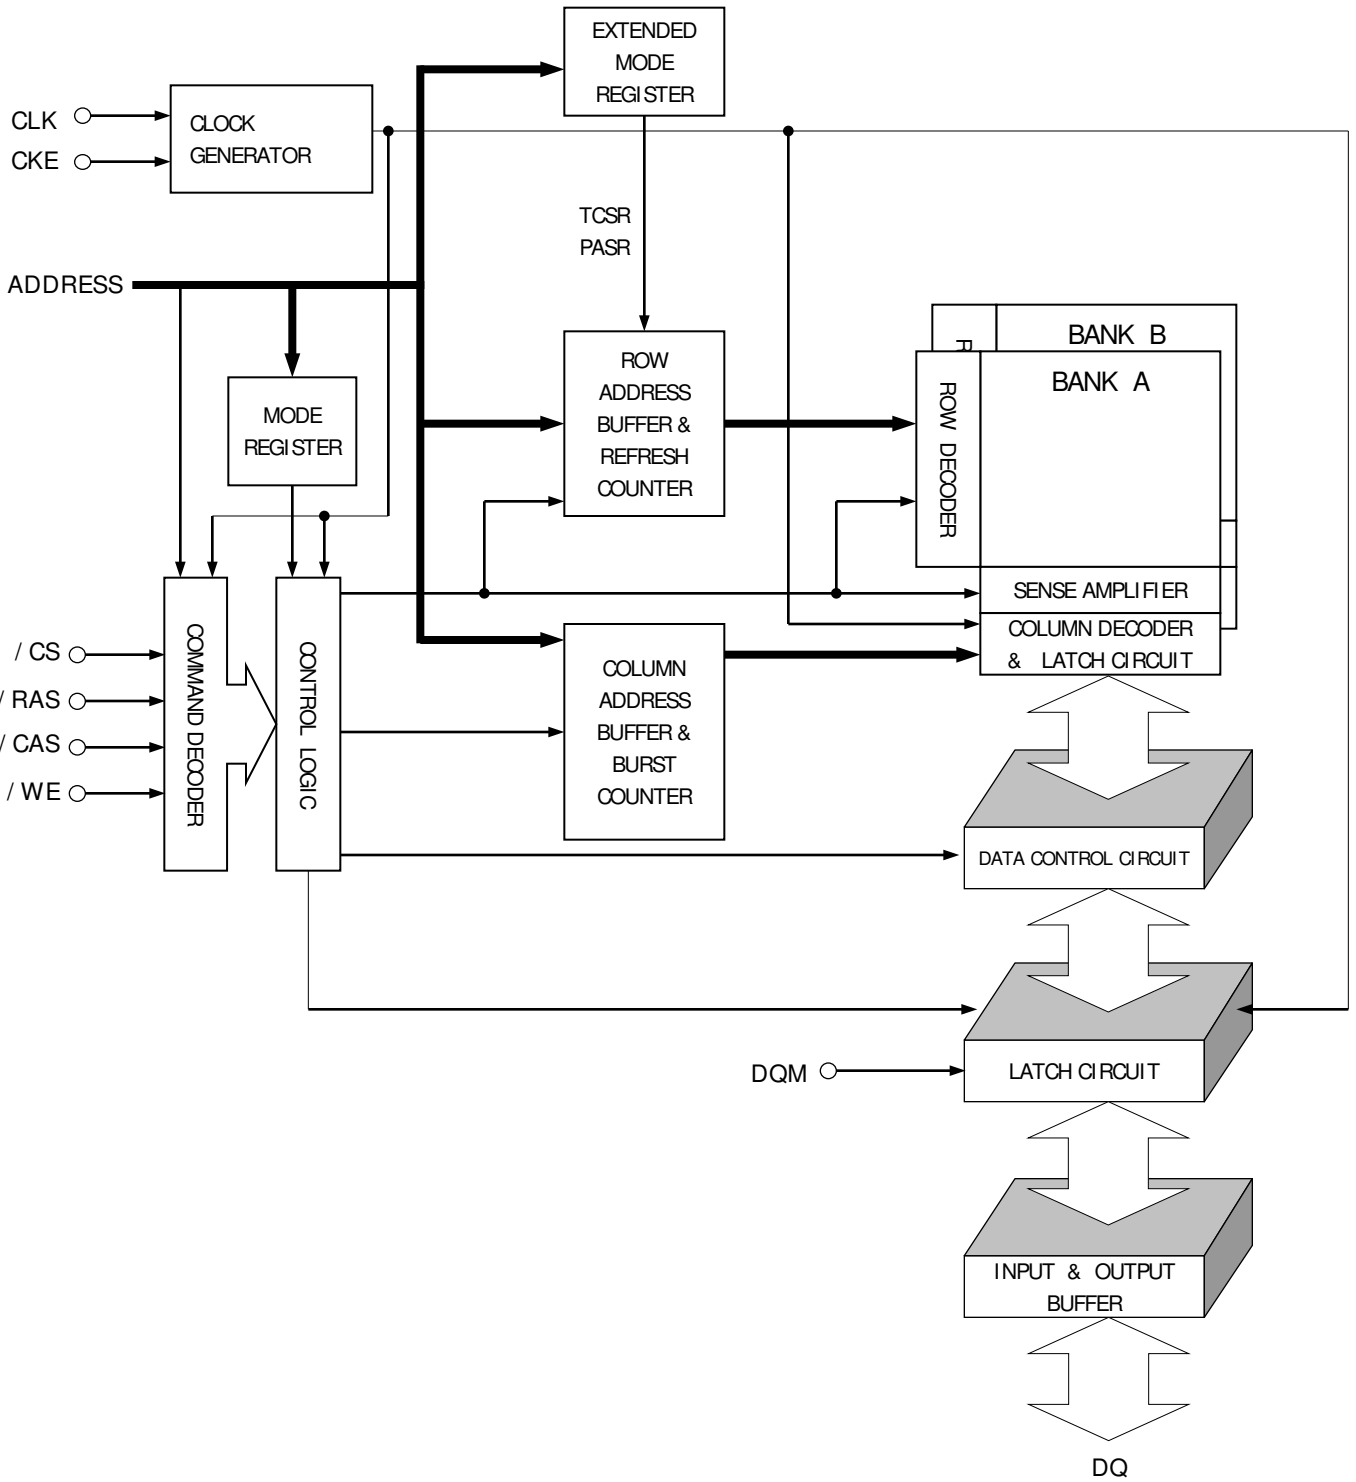 EXTENDED
MODE
REGISTER
CLK
CKE
CLOCK
GENERATOR
TCSR
PASR
ADDRESS
MODE
REGISTER
ROW
ADDRESS
BUFFER &
REFRESH
COUNTER
R
BANK B
BANK A
ROW DECODER
SENSE AMPLIFIER
COLUMN DECODER
& LATCH CIRCUIT
/ CS
/ RAS
/ CAS
/ WE
COMMAND DECODER
CONTROL LOGIC
COLUMN
ADDRESS
BUFFER &
BURST
COUNTER
DATA CONTROL CIRCUIT
DQM
LATCH CIRCUIT
INPUT & OUTPUT
BUFFER
DQ